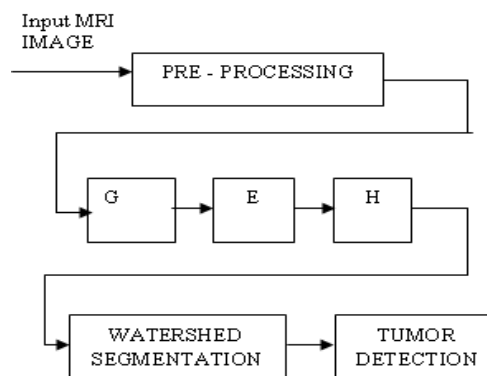 Input MRI
IMAGE
PRE - PROCESSING
G
E
H
WATERSHED
SEGMENTATION
TUMOR
DETECTION